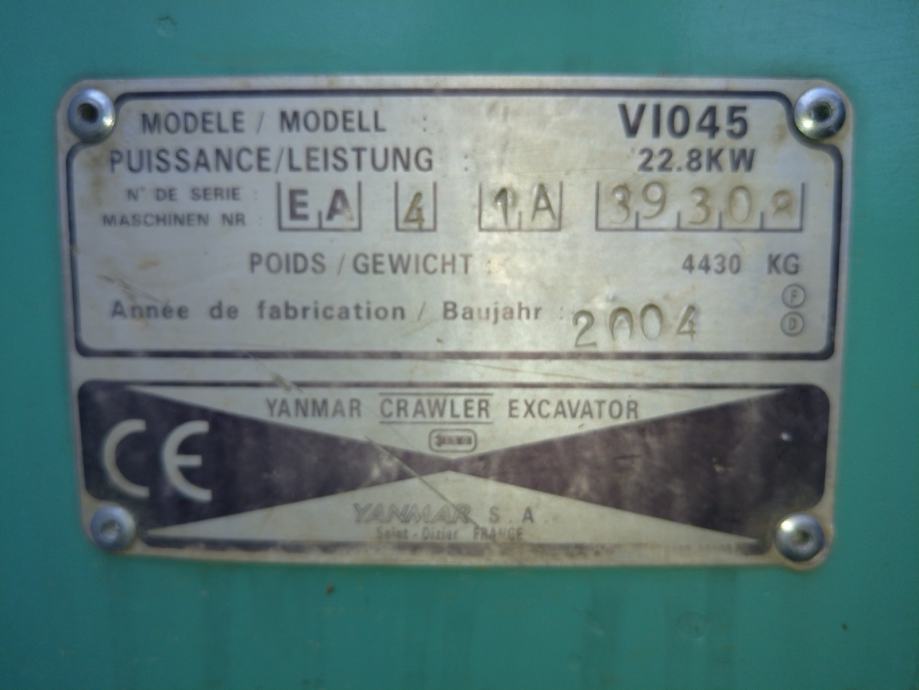 MODELE / MODELL : VIO45
PUISSANCE/LEISTUNG : 22.8KW
N° DE SERIE :
MASCHINEN NR : EA 4 1A
POIDS / GEWICHT : 4430 KG
Année de fabrication / Baujahr : 2004
F
D
YANMAR CRAWLER EXCAVATOR
CE
YANMAR S A
Saint - Dizier FRANCE